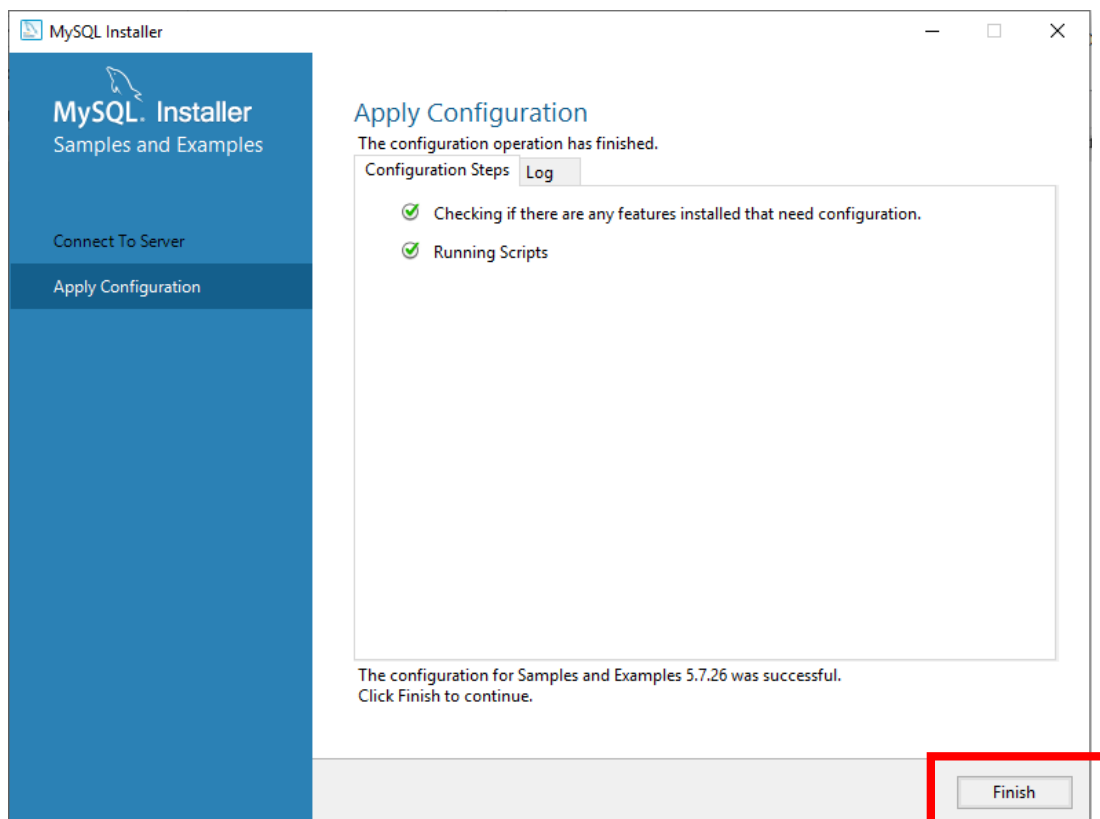 MySQL Installer
MySQL. Installer
Samples and Examples
Connect To Server
Apply Configuration
Apply Configuration
The configuration operation has finished.
Configuration Steps
Log
Checking if there are any features installed that need configuration.
Running Scripts
The configuration for Samples and Examples 5.7.26 was successful.
Click Finish to continue.
Finish